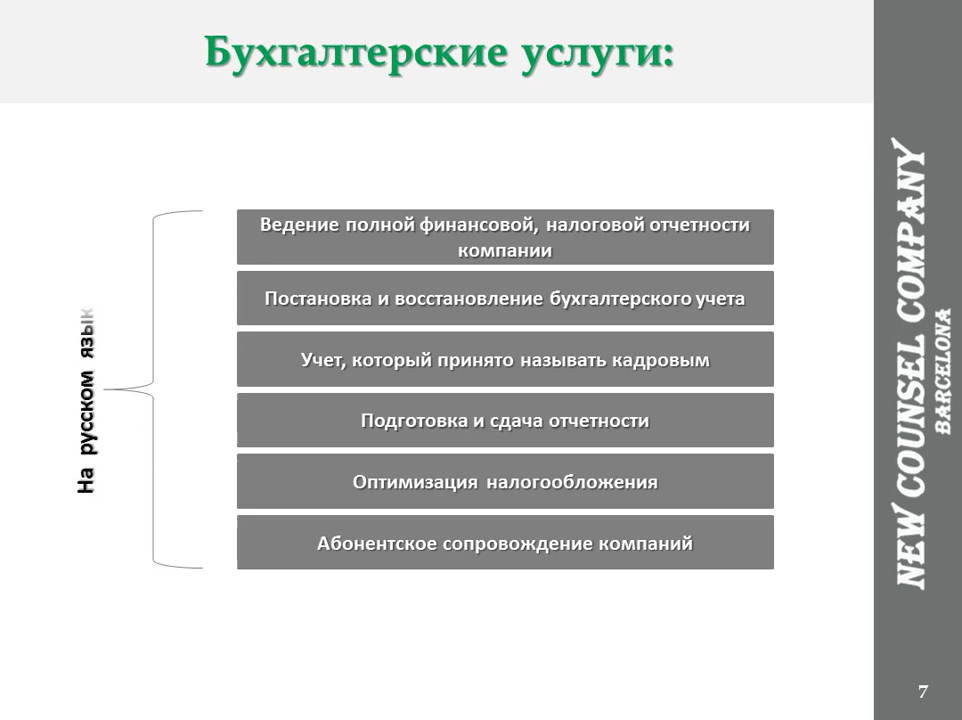 Бухгалтерские услуги:
На русском язык
Ведение полной финансовой, налоговой отчетности
компании
Постановка и восстановление бухгалтерского учета
Учет, который принято называть кадровым
Подготовка и сдача отчетности
Оптимизация налогообложения
Абонентское сопровождение компаний
NEW COUNSEL COMPANY
BARCELONA
7